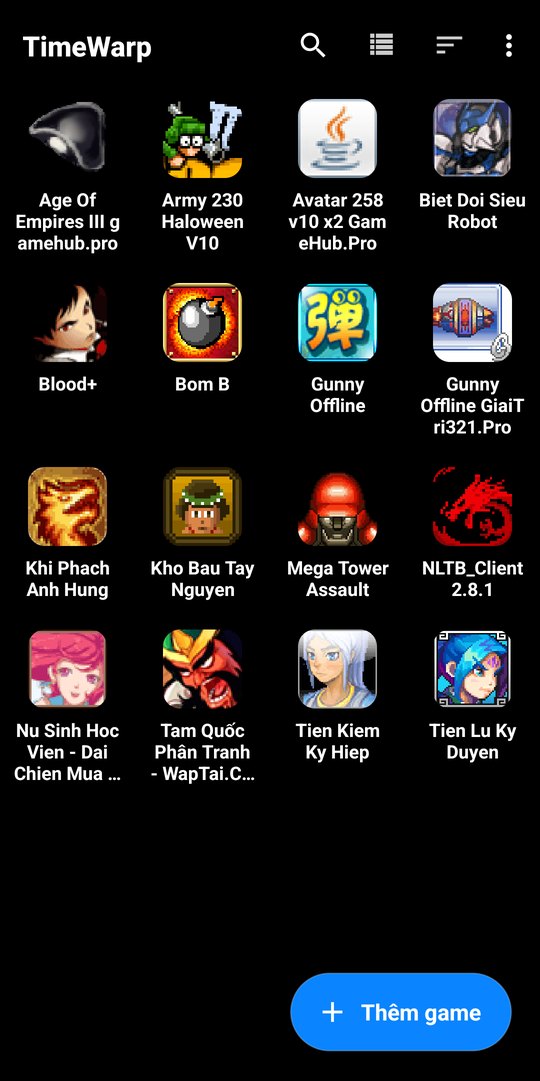 TimeWarp
Age Of
Empires III g
amehub.pro
Army 230
Haloween
V10
Avatar 258
v10 x2 Gam
eHub.Pro
Biet Doi Sieu
Robot
Blood+
Bom B
弾
Gunny
Offline
Gunny
Offline GiaiT
ri321.Pro
Khi Phach
Anh Hung
Kho Bau Tay
Nguyen
Mega Tower
Assault
NLTB_Client
2.8.1
Nu Sinh Hoc
Vien - Dai
Chien Mua ...
Tam Quốc
Phân Tranh
- WapTai.C...
Tien Kiem
Ky Hiep
Tien Lu Ky
Duyen
+ Thêm game